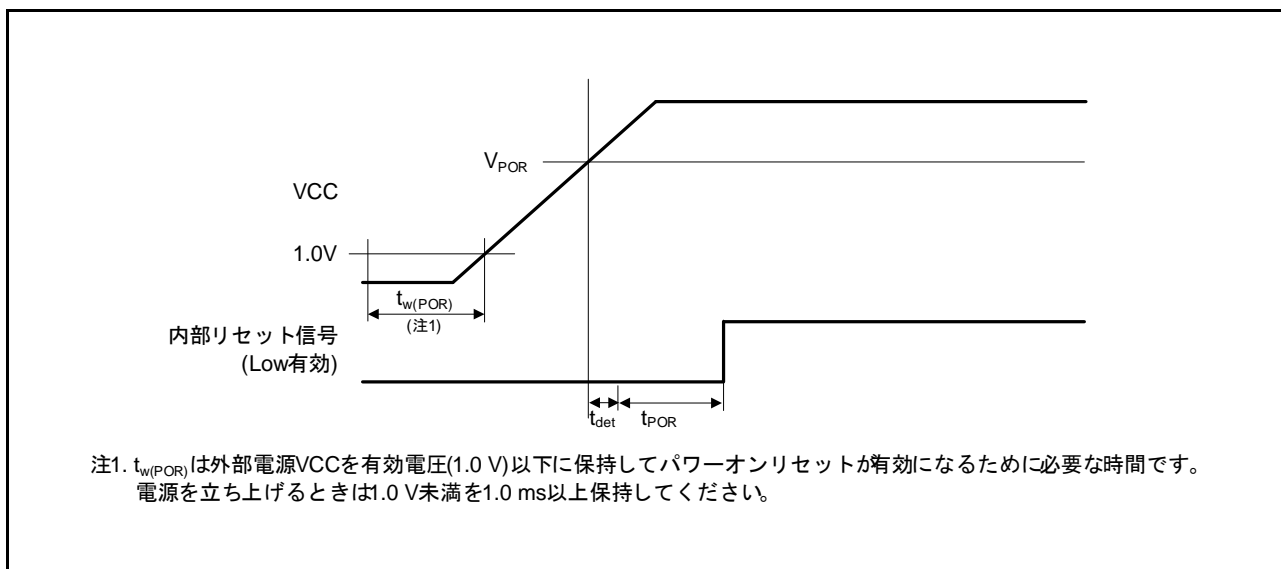 V_POR
VCC
1.0V
t_w(POR)
(注1)
内部リセット信号
(Low有効)
t_det
t_POR
注1. t_w(POR)は外部電源VCCを有効電圧(1.0 V)以下に保持してパワーオンリセットが有効になるために必要な時間です。
電源を立ち上げるときは1.0 V未満を1.0 ms以上保持してください。